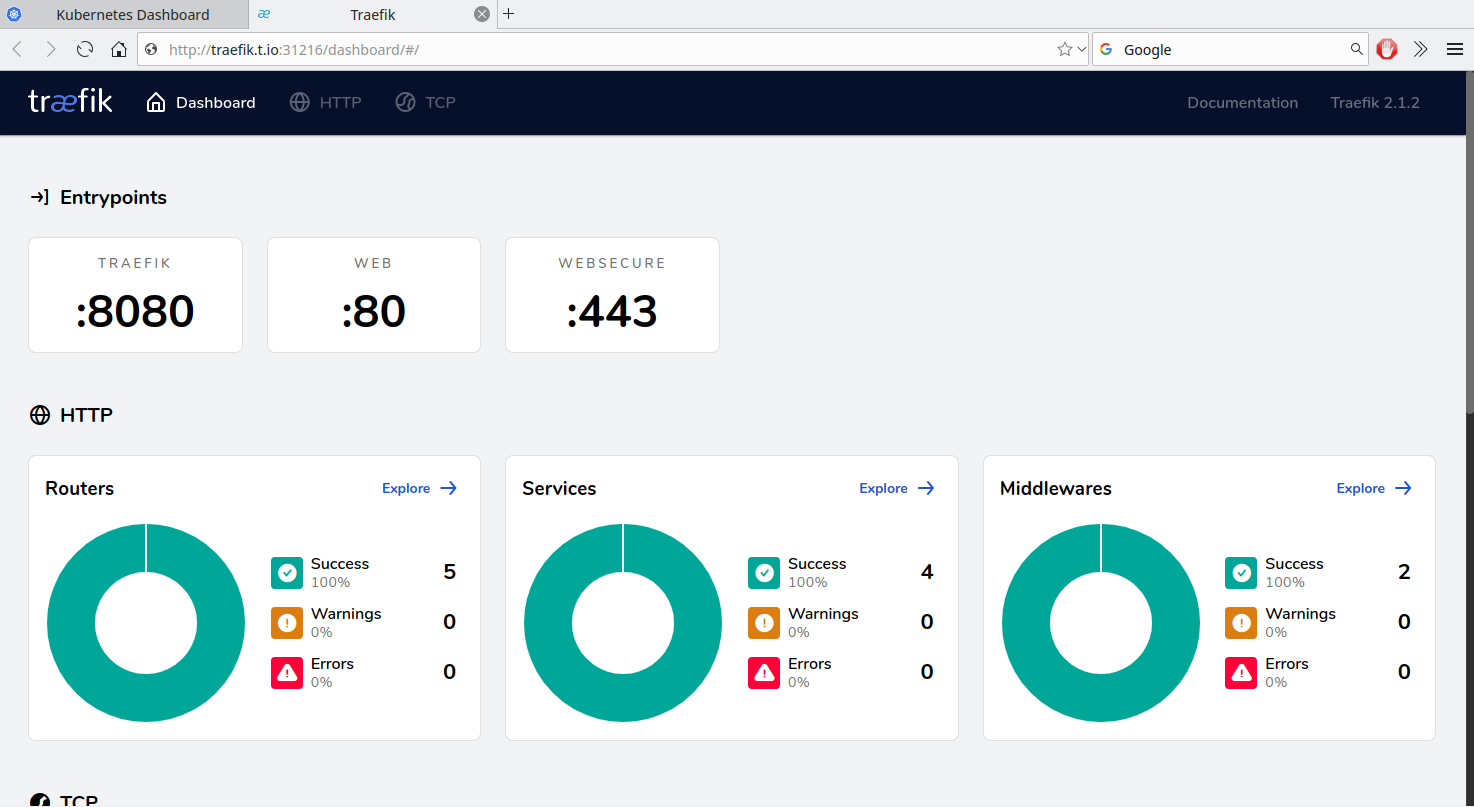 Kubernetes Dashboard
æ Traefik
http://traefik.t.io:31216/dashboard/#/
G Google
træfik Dashboard HTTP TCP Documentation Traefik 2.1.2
Entrypoints
TRAEFIK
:8080
WEB
:80
WEBSECURE
:443
HTTP
Routers Explore
Success 5
100%
Warnings 0
0%
Errors 0
0%
Services Explore
Success 4
100%
Warnings 0
0%
Errors 0
0%
Middlewares Explore
Success 2
100%
Warnings 0
0%
Errors 0
0%
TCP